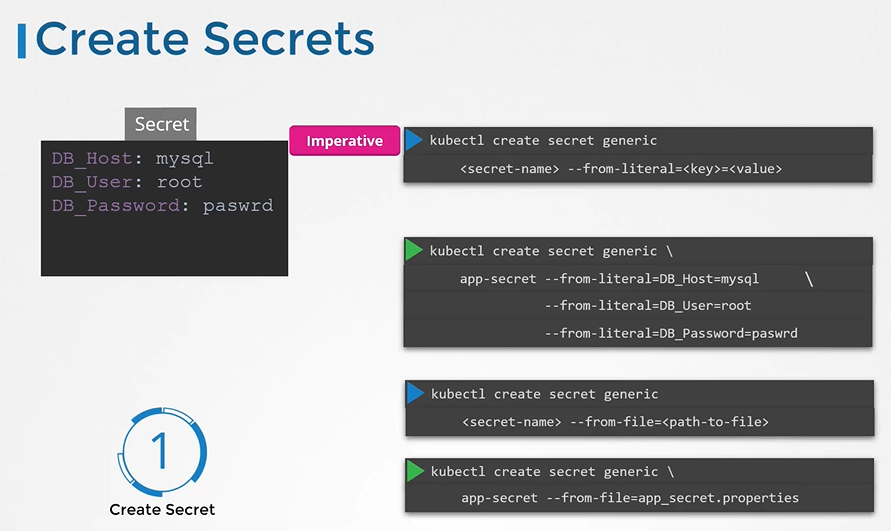 Create Secrets
Secret
DB_Host: mysql
DB_User: root
DB_Password: paswrd
Imperative
kubectl create secret generic
<secret-name> --from-literal=<key>=<value>
kubectl create secret generic \
app-secret --from-literal=DB_Host=mysql \
--from-literal=DB_User=root
--from-literal=DB_Password=paswrd
kubectl create secret generic
<secret-name> --from-file=<path-to-file>
kubectl create secret generic \
app-secret --from-file=app_secret.properties
1
Create Secret